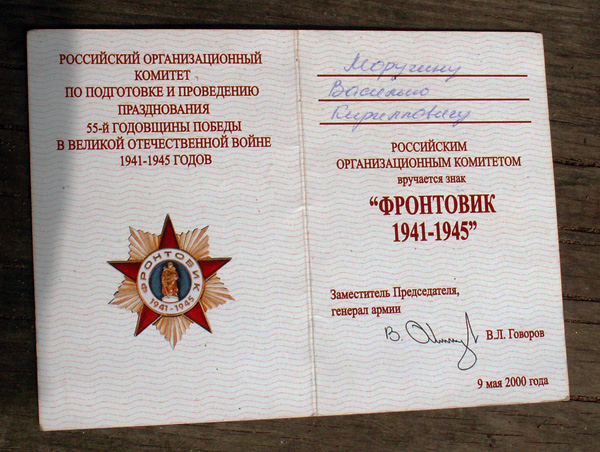 РОССИЙСКИЙ ОРГАНИЗАЦИОННЫЙ
КОМИТЕТ
ПО ПОДГОТОВКЕ И ПРОВЕДЕНИЮ
ПРАЗДНОВАНИЯ
55-й ГОДОВЩИНЫ ПОБЕДЫ
В ВЕЛИКОЙ ОТЕЧЕСТВЕННОЙ ВОЙНЕ
1941-1945 ГОДОВ
ФРОНТОВИК
1941-1945
Моругину
Василию
Кирилловичу
РОССИЙСКИМ
ОРГАНИЗАЦИОННЫМ КОМИТЕТОМ
вручается знак
“ФРОНТОВИК
1941-1945”
Заместитель Председателя,
генерал армии
В.Л. Говоров
9 мая 2000 года